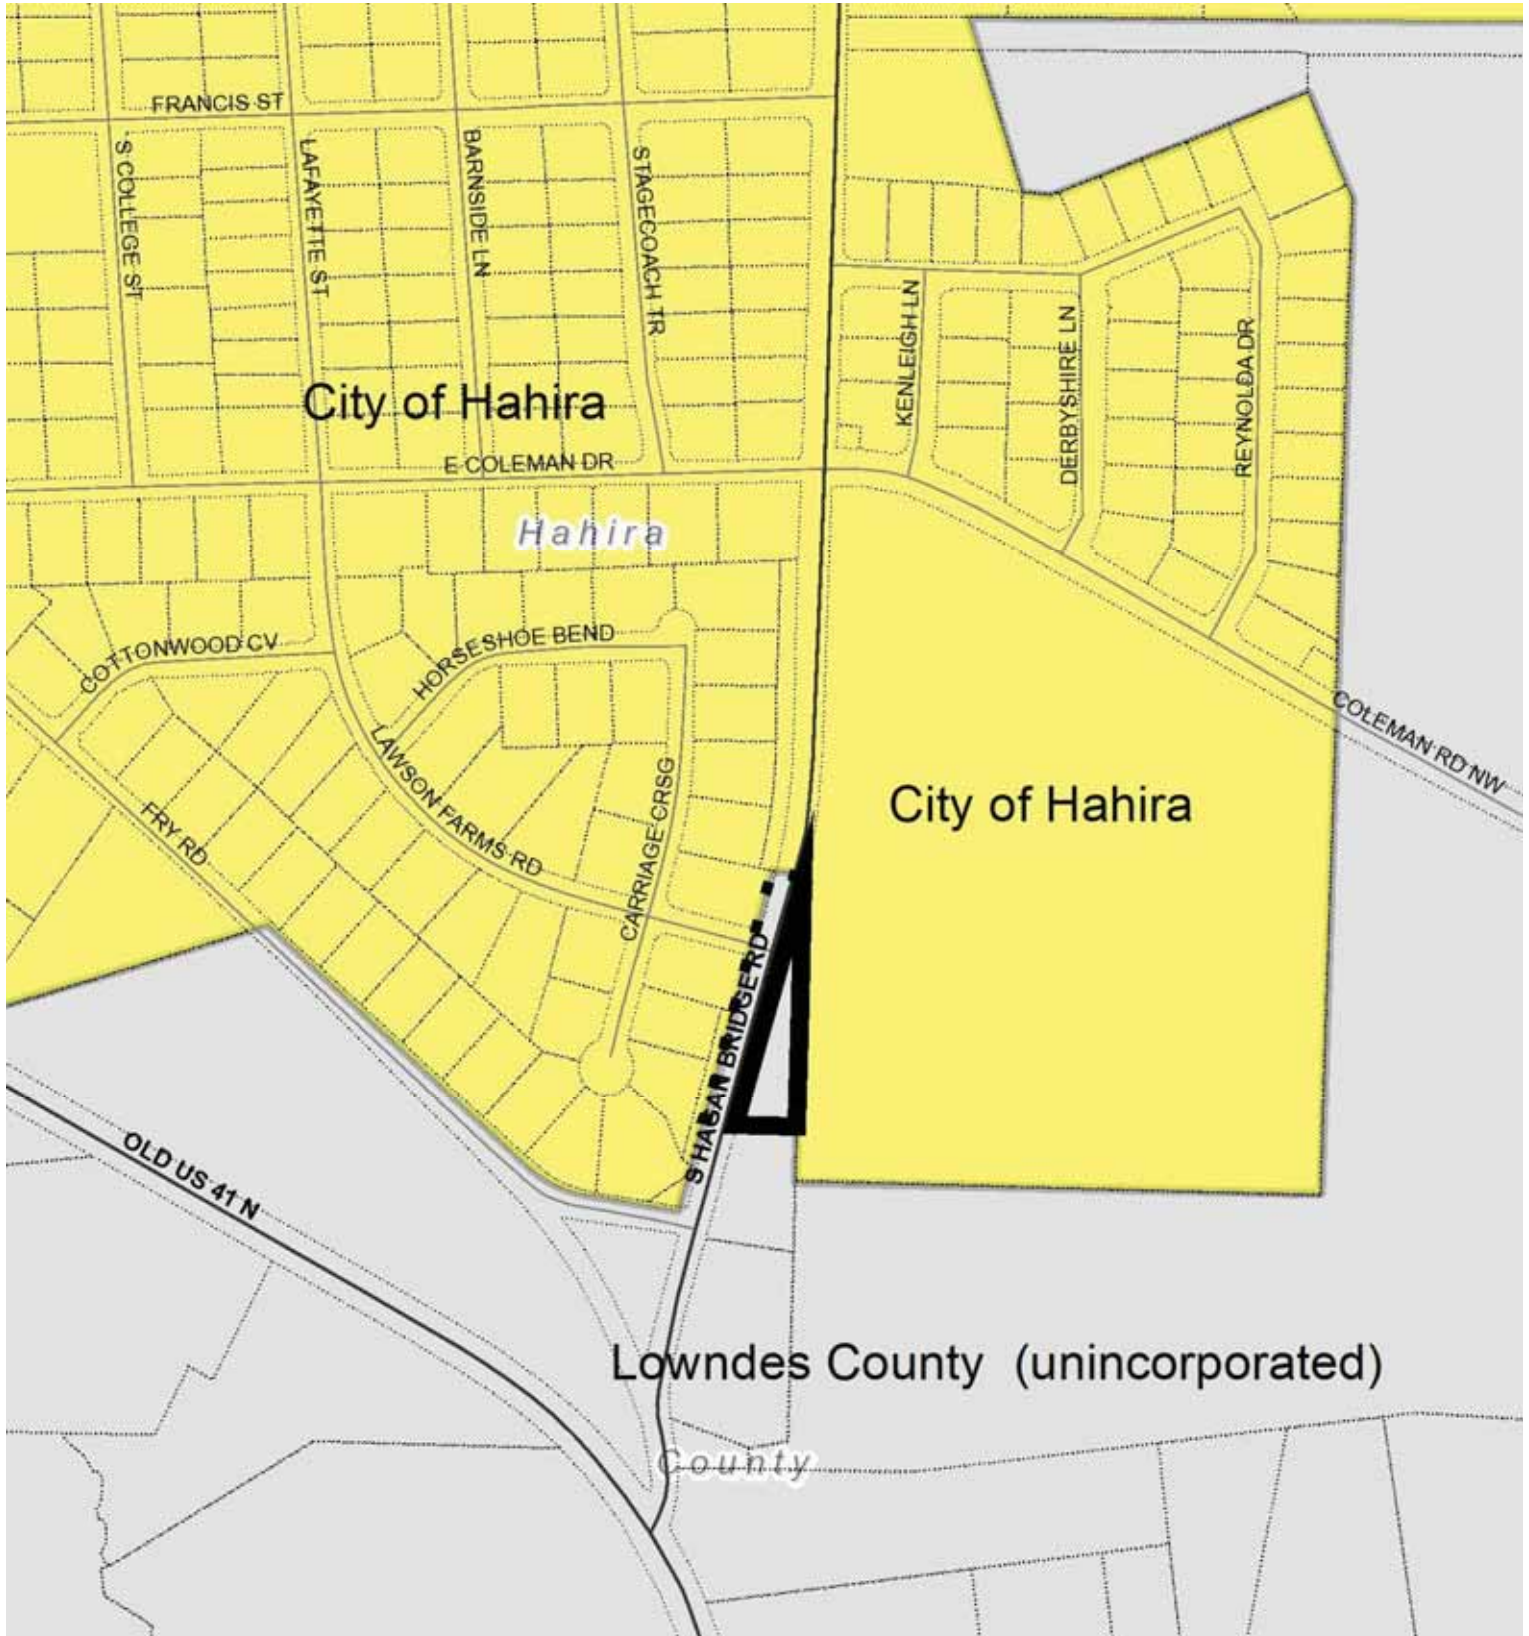 FRANCIS ST
S COLLEGE ST
LAFAYETTE ST
BARNSIDE LN
STAGECOACH TR
KENLEIGH LN
DERBYSHIRE LN
REYNOLDA DR
City of Hahira
E COLEMAN DR
Hahira
COTTONWOOD CV
HORSESHOE BEND
COLEMAN RD NW
LAWSON FARMS RD
CARRIAGE CRSG
FRY RD
City of Hahira
S HAGAN BRIDGE RD
OLD US 41 N
Lowndes County (unincorporated)
County